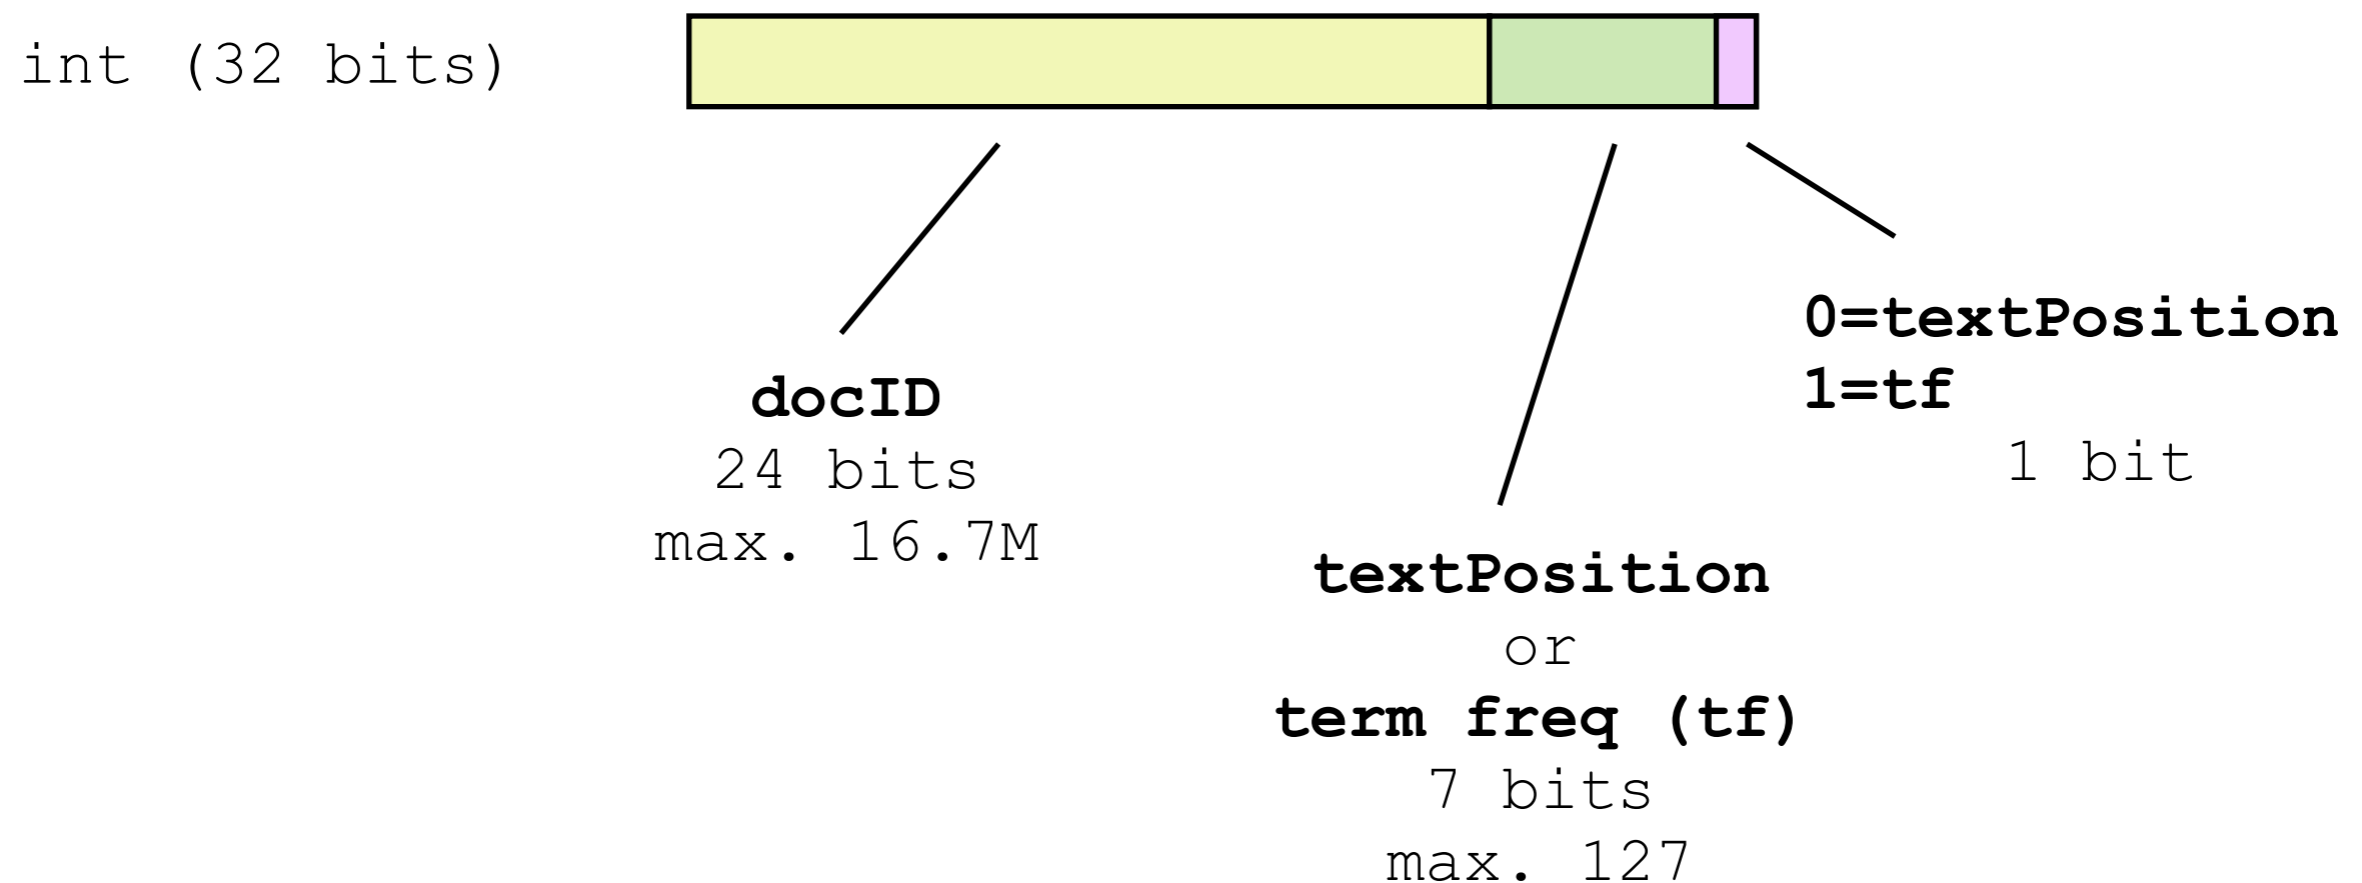 int (32 bits)
docID
24 bits
max. 16.7M
textPosition
or
term freq (tf)
7 bits
max. 127
0=textPosition
1=tf
1 bit